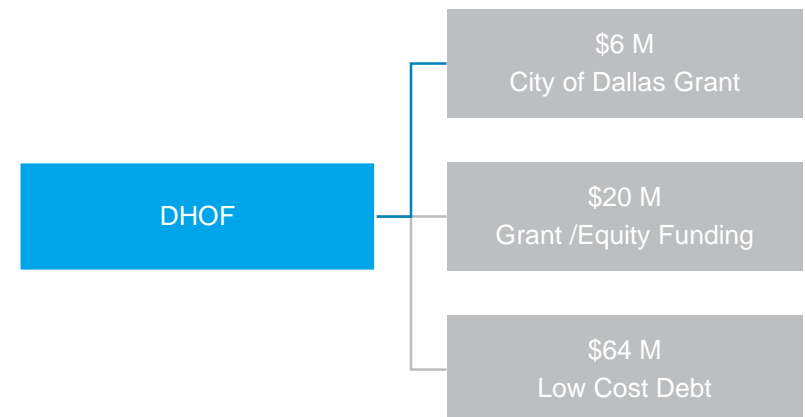 DHOF
$6 M
City of Dallas Grant
$20 M
Grant /Equity Funding
$64 M
Low Cost Debt